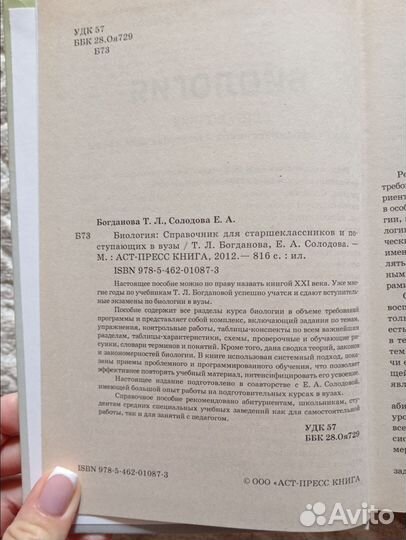 УДК 57
ББК 28.0я729
Б73
Богданова Т. Л., Солодова Е. А.
Б73 Биология: Справочник для старшеклассников и по-
ступающих в вузы / Т. Л. Богданова, Е. А. Солодова. —
М. : АСТ-ПРЕСС КНИГА, 2012.— 816 с. : ил.
ISBN 978-5-462-01087-3
Настоящее пособие можно по праву назвать книгой XXI века. Уже мно-
гие годы по учебникам Т. Л. Богдановой успешно учатся и сдают вступитель-
ные экзамены по биологии в вузы.
Пособие содержит все разделы курса биологии в объеме требований
программы и представляет собой комплекс, включающий задания по темам,
упражнения, контрольные работы, таблицы-конспекты по всем важнейшим
разделам, таблицы-характеристики, схемы, проверочные и обучающие ри-
сунки, словари терминов и понятий. Кроме того, дана сводка теорий, законов
и закономерностей биологии. В книге использован системный подход, пока-
заны приемы проблемного и программированного обучения, что позволяет
эффективнее повторять учебный материал, интенсифицировать его усвоение.
Настоящее издание подготовлено в соавторстве с Е. А. Солодовой,
имеющей большой опыт работы на подготовительных курсах в вузах.
Справочное пособие рекомендовано абитуриентам, школьникам, сту-
дентам средних специальных учебных заведений как для самостоятельной
работы, так и для занятий с педагогом.
УДК 57
ББК 28.0я729
ISBN 978-5-462-01087-3
© ООО «АСТ-ПРЕСС КНИГА
БИОЛОГИЯ
Avito